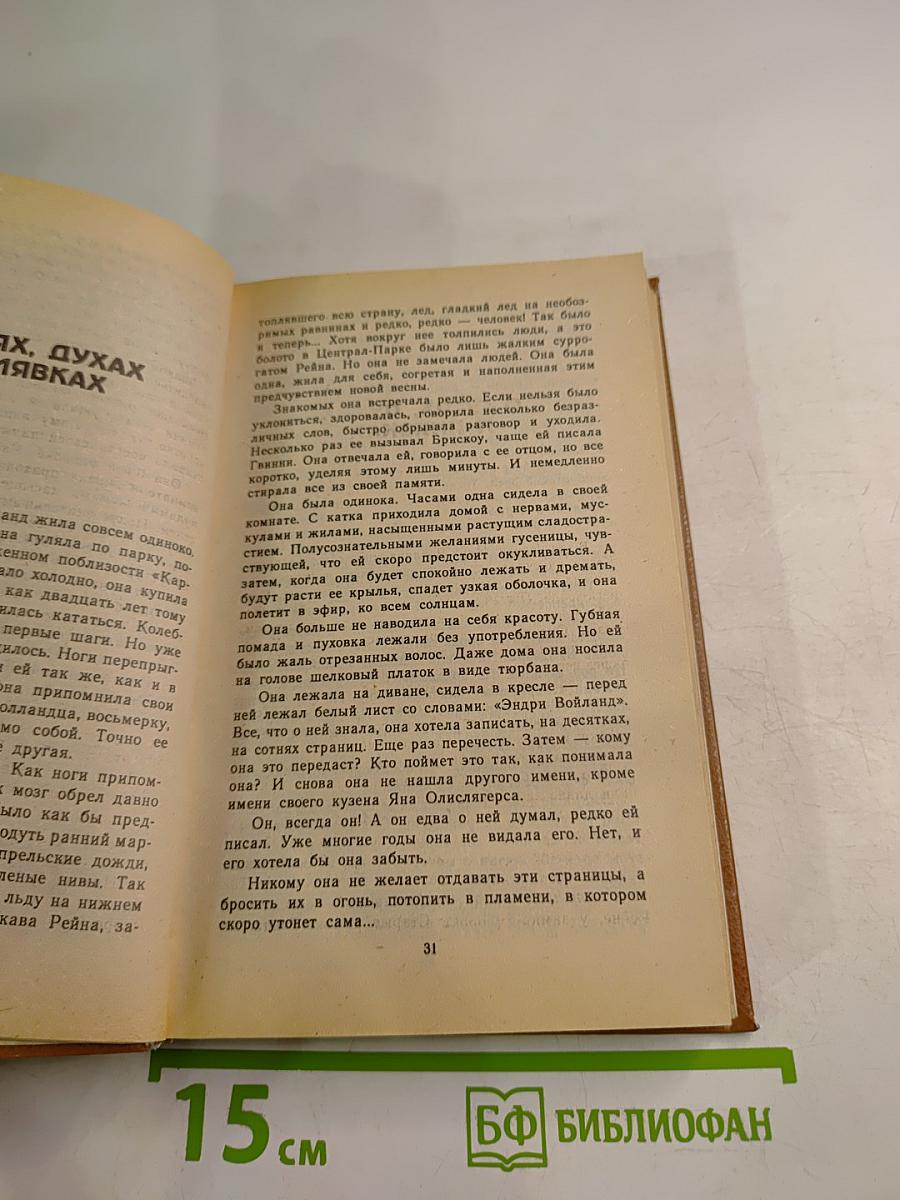 ЯХ, ДУХАХ
ИЯВКАХ
анд жила совсем одиноко.
на гуляла по парку, по-
женном поблизости «Кар-
ало холодно, она купила
как двадцать лет тому
илась кататься. Колеб-
первые шаги. Но уже
дилось. Ноги перепрыг-
и ей так же, как и в
она припомнила свои
олландца, восьмерку,
мо собой. Точно ее
е другая.
Как ноги припом-
к мозг обрел давно
ыло как бы пред-
одуть ранний мар-
прельские дожди,
леные нивы. Так
льду на нижнем
кава Рейна, за-
топлявшего всю страну, лед, гладкий лед на необоз-
римых равнинах и редко, редко — человек! Так было
и теперь... Хотя вокруг нее толпились люди, а это
болото в Централ-Парке было лишь жалким сурро-
гатом Рейна. Но она не замечала людей. Она была
одна, жила для себя, согретая и наполненная этим
предчувствием новой весны.
Знакомых она встречала редко. Если нельзя было
уклониться, здоровалась, говорила несколько безраз-
личных слов, быстро обрывала разговор и уходила.
Несколько раз ее вызывал Брискоу, чаще ей писала
Гвинни. Она отвечала ей, говорила с ее отцом, но все
коротко, уделяя этому лишь минуты. И немедленно
стирала все из своей памяти.
Она была одинока. Часами одна сидела в своей
комнате. С катка приходила домой с нервами, мус-
кулами и жилами, насыщенными растущим сладостра-
стием. Полусознательными желаниями гусеницы, чув-
ствующей, что ей скоро предстоит окукливаться. А
затем, когда она будет спокойно лежать и дремать,
будут расти ее крылья, спадет узкая оболочка, и она
полетит в эфир, ко всем солнцам.
Она больше не наводила на себя красоту. Губная
помада и пуховка лежали без употребления. Но ей
было жаль отрезанных волос. Даже дома она носила
на голове шелковый платок в виде тюрбана.
Она лежала на диване, сидела в кресле — перед
ней лежал белый лист со словами: «Эндри Войланд».
Все, что о ней знала, она хотела записать, на десятках,
на сотнях страниц. Еще раз перечесть. Затем — кому
она это передаст? Кто поймет это так, как понимала
она? И снова она не нашла другого имени, кроме
имени своего кузена Яна Олислягерса.
Он, всегда он! А он едва о ней думал, редко ей
писал. Уже многие годы она не видала его. Нет, и
его хотела бы она забыть.
Никому она не желает отдавать эти страницы, а
бросить их в огонь, потопить в пламени, в котором
скоро утонет сама...
31
15 см
БФ БИБЛИОФАН